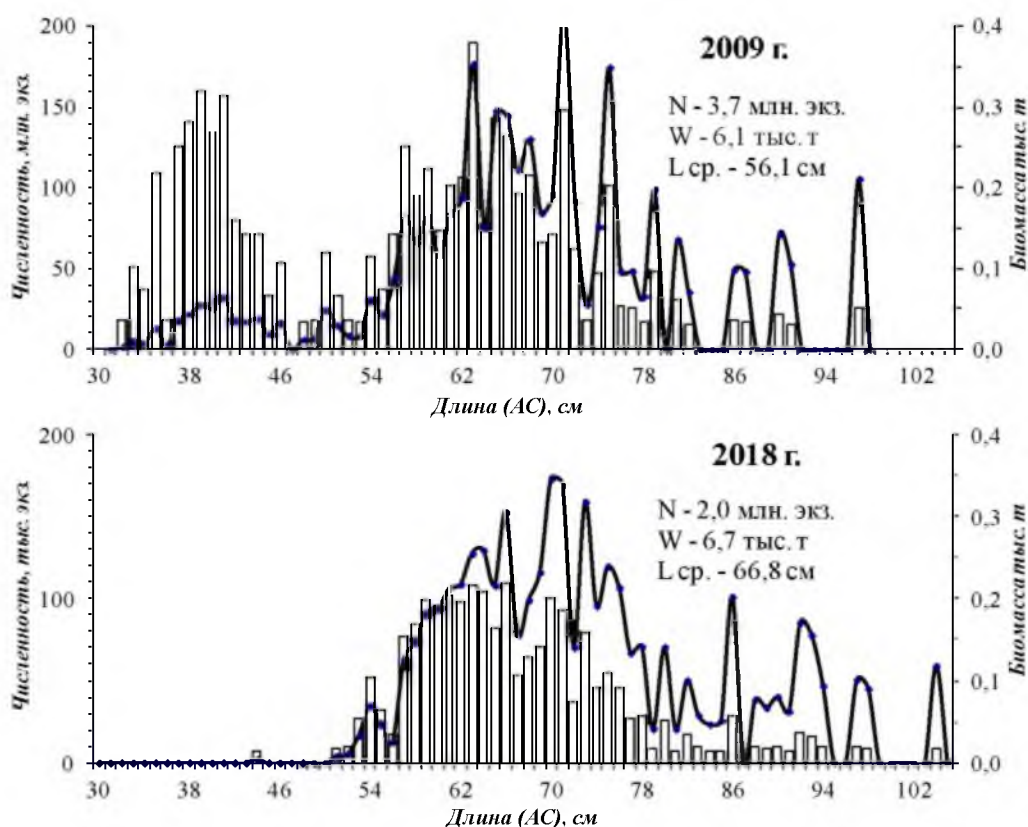 2009 г.
N - 3,7 млн. экз.
W - 6,1 тыс. т
L ср. - 56,1 см
Численность, млн. экз.
200
150
100
50
0
Биомасса тыс. т
0,4
0,3
0,2
0,1
0,0
30 38 46 54 62 70 78 86 94 102
Длина (АС), см
2018 г.
N - 2,0 млн. экз.
W - 6,7 тыс. т
L ср. - 66,8 см
Численность, тыс. экз.
200
100
0
Биомасса тыс. т
0,4
0,3
0,2
0,1
0,0
30 38 46 54 62 70 78 86 94 102
Длина (АС), см